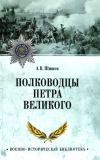 А.В. Шишов
ПОЛКОВОДЦЫ
ПЕТРА
ВЕЛИКОГО
ВОЕННО-ИСТОРИЧЕСКАЯ БИБЛИОТЕКА